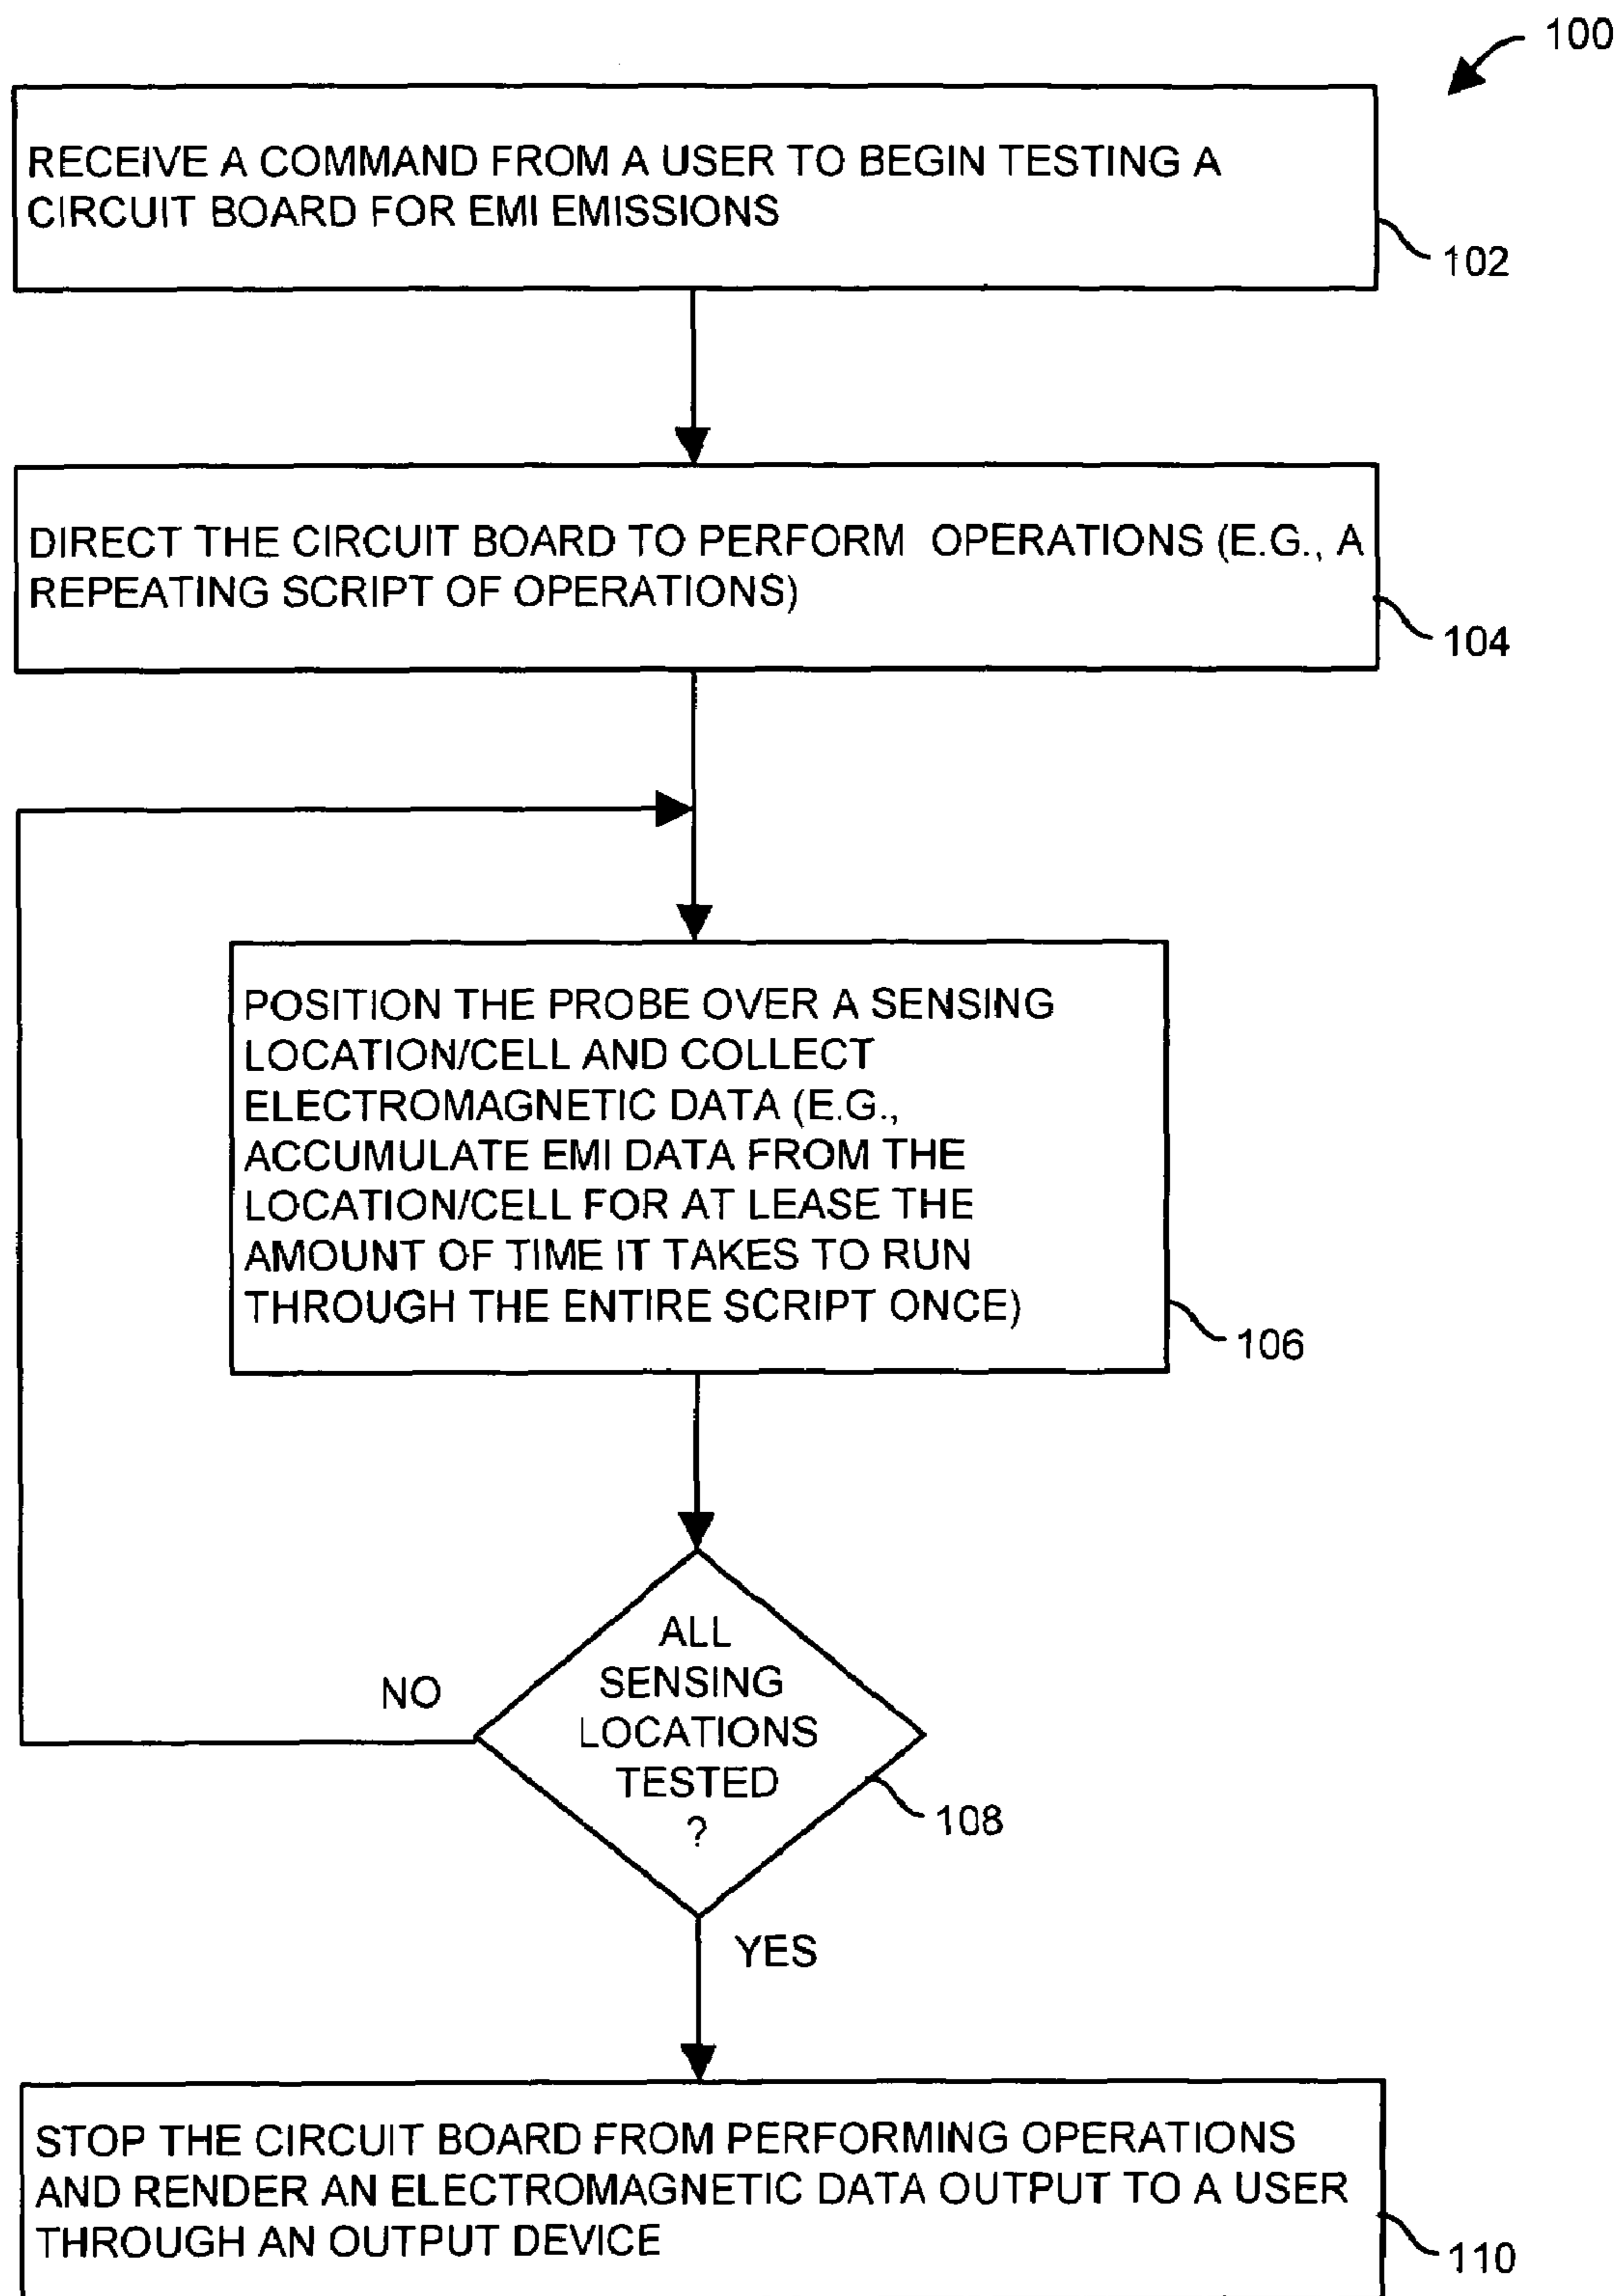 100
RECEIVE A COMMAND FROM A USER TO BEGIN TESTING A
CIRCUIT BOARD FOR EMI EMISSIONS
102
DIRECT THE CIRCUIT BOARD TO PERFORM OPERATIONS (E.G., A
REPEATING SCRIPT OF OPERATIONS)
104
POSITION THE PROBE OVER A SENSING
LOCATION/CELL AND COLLECT
ELECTROMAGNETIC DATA (E.G.,
ACCUMULATE EMI DATA FROM THE
LOCATION/CELL FOR AT LEASE THE
AMOUNT OF TIME IT TAKES TO RUN
THROUGH THE ENTIRE SCRIPT ONCE)
106
ALL
SENSING
LOCATIONS
TESTED
?
NO
108
YES
STOP THE CIRCUIT BOARD FROM PERFORMING OPERATIONS
AND RENDER AN ELECTROMAGNETIC DATA OUTPUT TO A USER
THROUGH AN OUTPUT DEVICE
110